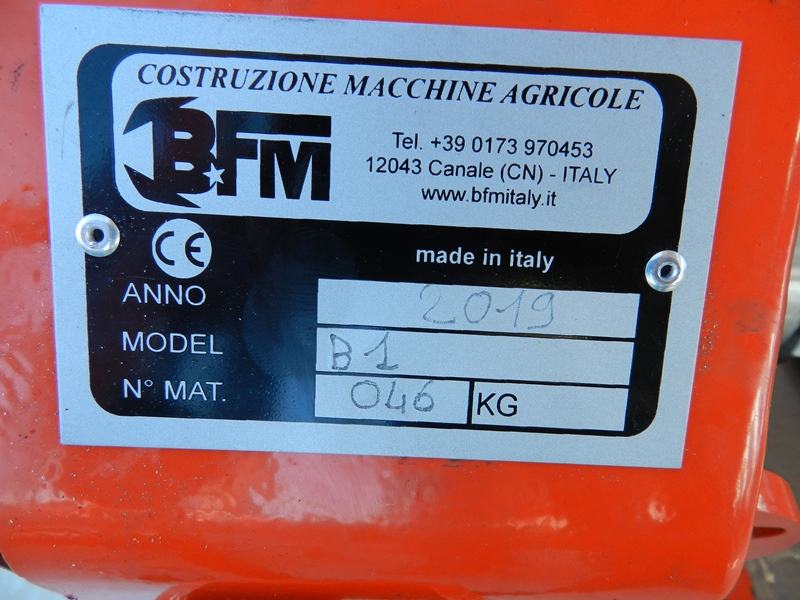 COSTRUZIONE MACCHINE AGRICOLE
BFM
Tel. +39 0173 970453
12043 Canale (CN) - ITALY
www.bfmitaly.it
CE
made in italy
ANNO 2019
MODEL B1
N° MAT. 046 KG